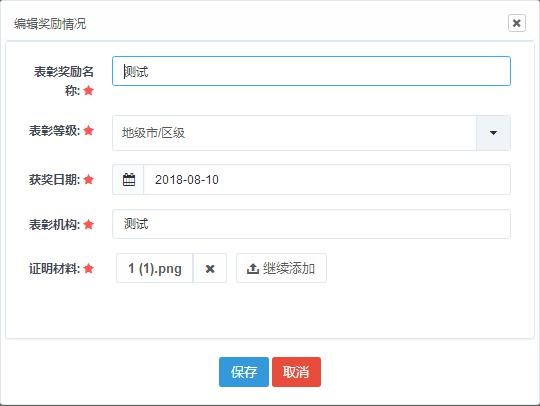 编辑奖励情况
表彰奖励名
称: 测试
表彰等级: 地级市/区级
获奖日期: 2018-08-10
表彰机构: 测试
证明材料: 1 (1).png 继续添加
保存 取消